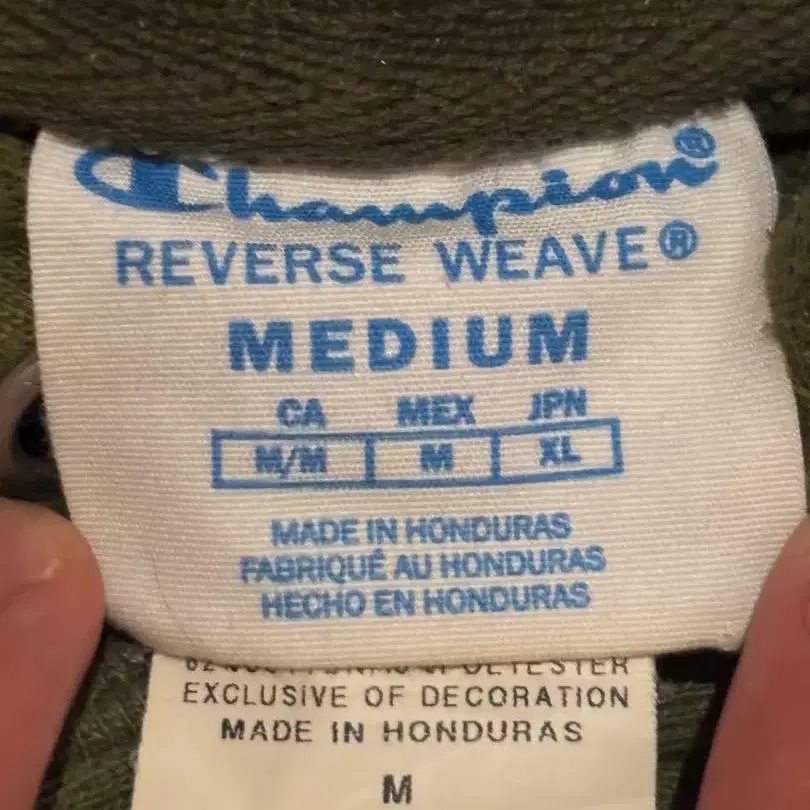 Champion®
REVERSE WEAVE®
MEDIUM
CA MEX JPN
M/M M XL
MADE IN HONDURAS
FABRIQUÉ AU HONDURAS
HECHO EN HONDURAS
POLYESTER
EXCLUSIVE OF DECORATION
MADE IN HONDURAS
M